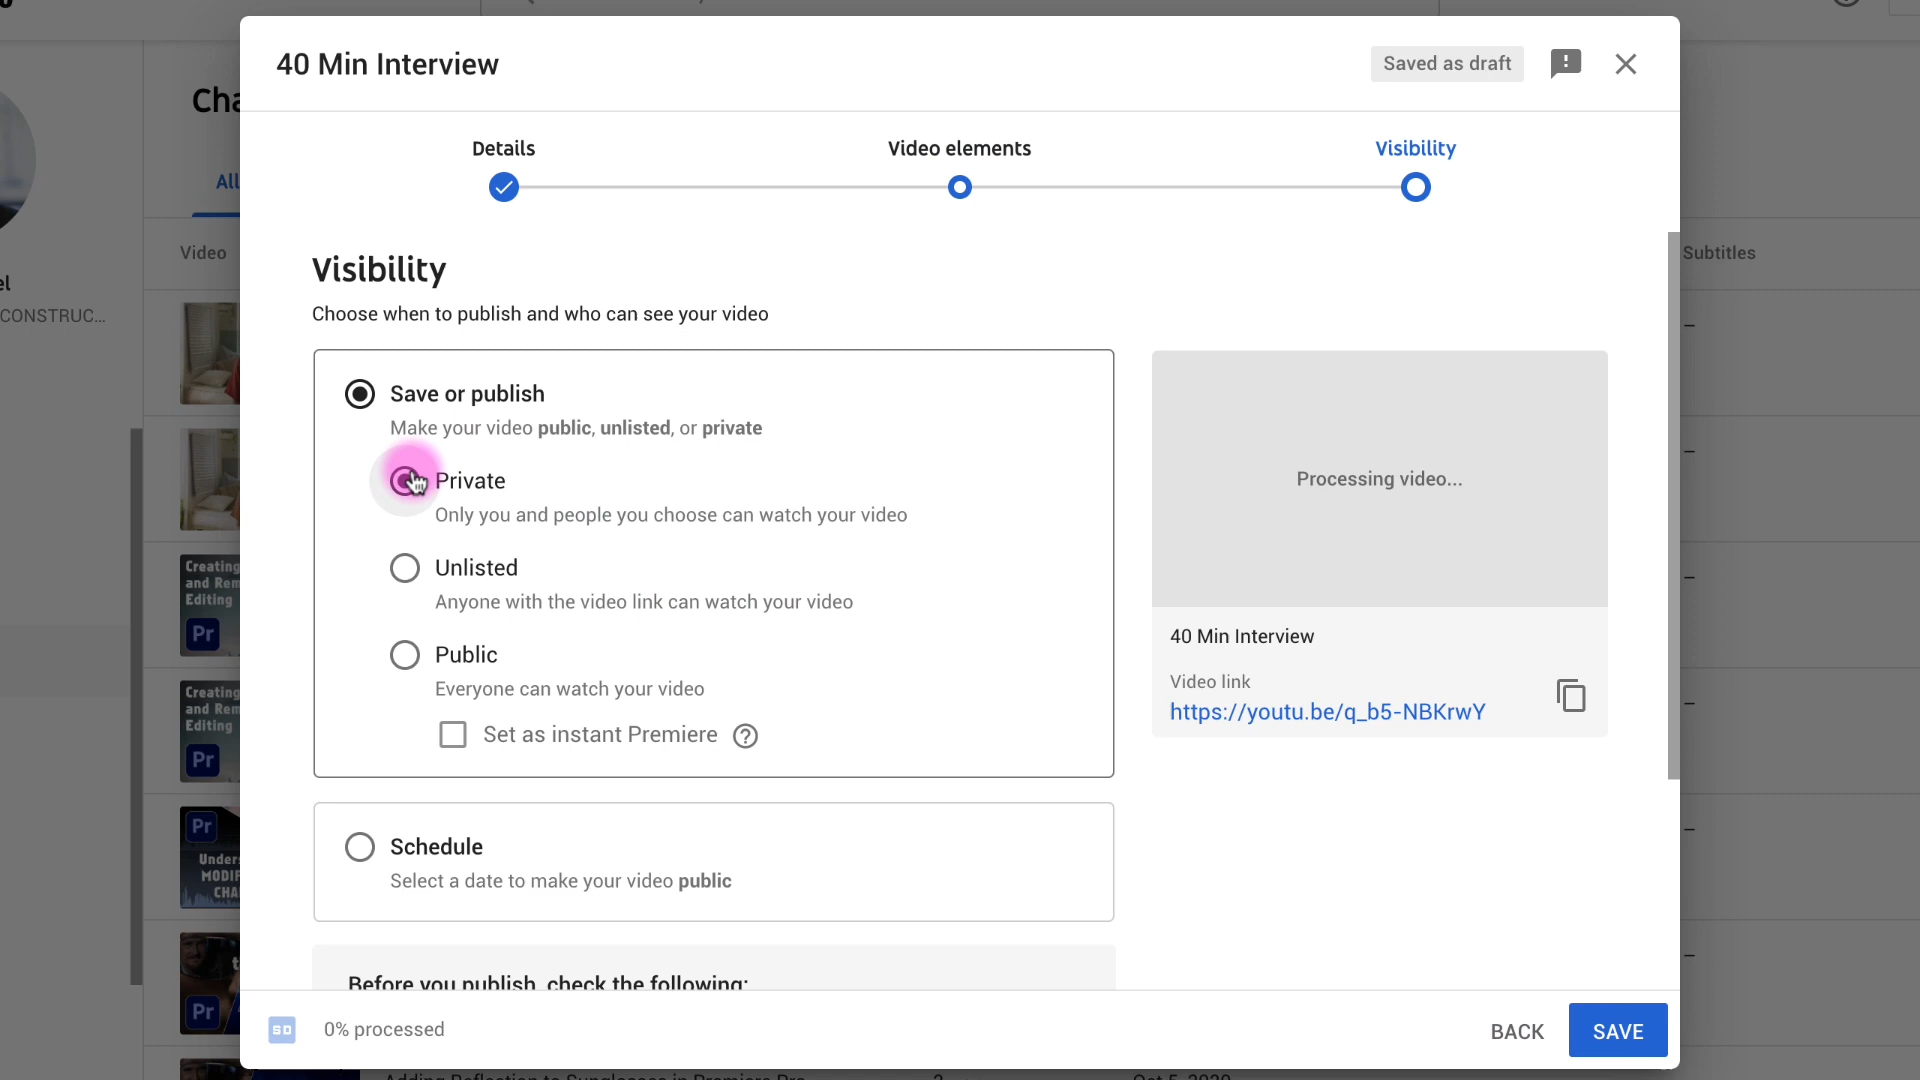 40 Min Interview
Saved as draft
Cha
Details
Video elements
Visibility
All
Video
Subtitles
Visibility
Choose when to publish and who can see your video
CONSTRUC...
Save or publish
Make your video public, unlisted, or private
Private
Only you and people you choose can watch your video
Processing video...
Unlisted
Anyone with the video link can watch your video
Creating
and Rem
Editing
Pr
Public
Everyone can watch your video
Set as instant Premiere
40 Min Interview
Video link
https://youtu.be/q_b5-NBKrwY
Creating
and Rem
Editing
Pr
Schedule
Select a date to make your video public
Pr
Unders
MODIF
CHA
Before you publish, check the following:
Pr
SD
0% processed
BACK
SAVE
Adding Reflection to Sunglasses in Premiere Pro
Oct 5, 2020